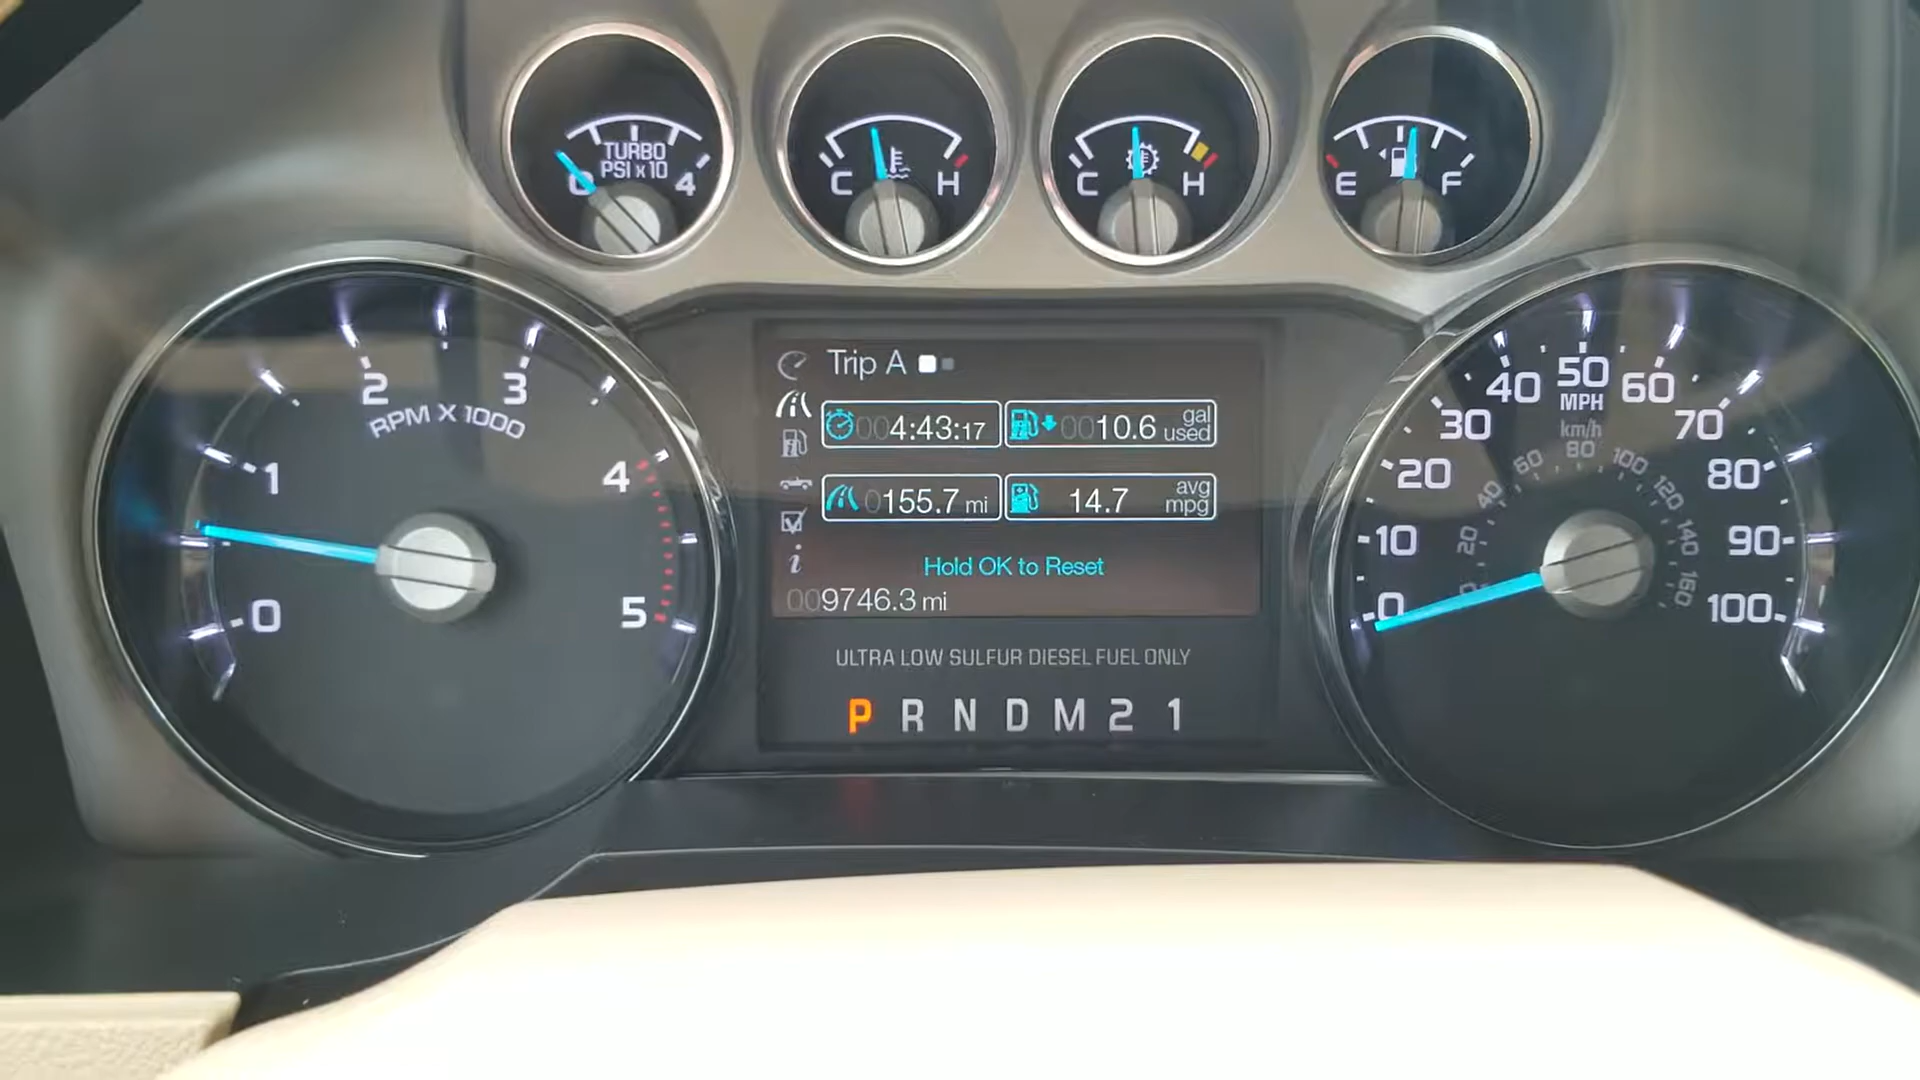 TURBO
PSI x 10
0 4
C H
C H
E F
0 1 2 3 4 5
RPM X 1000
Trip A
004:43:17
0010.6 gal used
0155.7 mi
14.7 avg mpg
Hold OK to Reset
009746.3 mi
ULTRA LOW SULFUR DIESEL FUEL ONLY
P R N D M 2 1
0 10 20 30 40 50 60 70 80 90 100
MPH
km/h
0 20 40 60 80 100 120 140 160